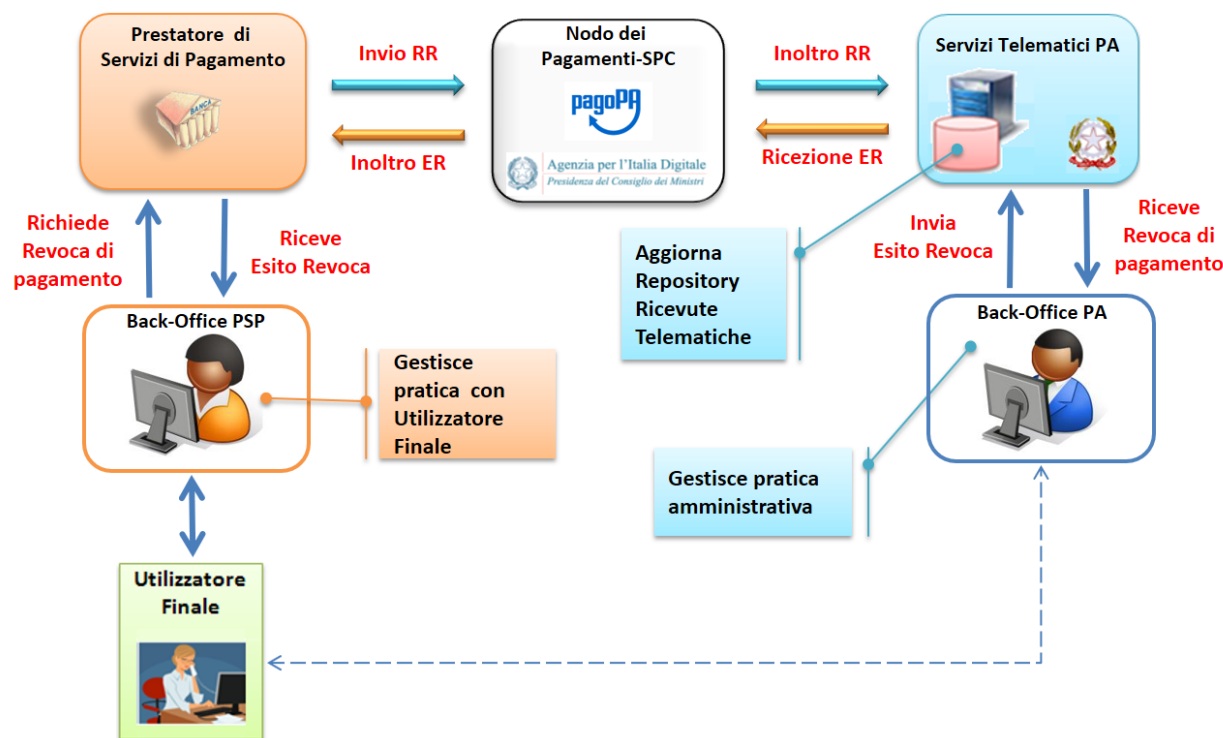 Prestatore di
Servizi di Pagamento
BANCA
Invio RR
Inoltro ER
Nodo dei
Pagamenti-SPC
pagoPA
Agenzia per l'Italia Digitale
Presidenza del Consiglio dei Ministri
Inoltro RR
Ricezione ER
Servizi Telematici PA
Richiede
Revoca di
pagamento
Riceve
Esito Revoca
Aggiorna
Repository
Ricevute
Telematiche
Invia
Esito Revoca
Riceve
Revoca di
pagamento
Back-Office PSP
Gestisce
pratica con
Utilizzatore
Finale
Back-Office PA
Gestisce pratica
amministrativa
Utilizzatore
Finale